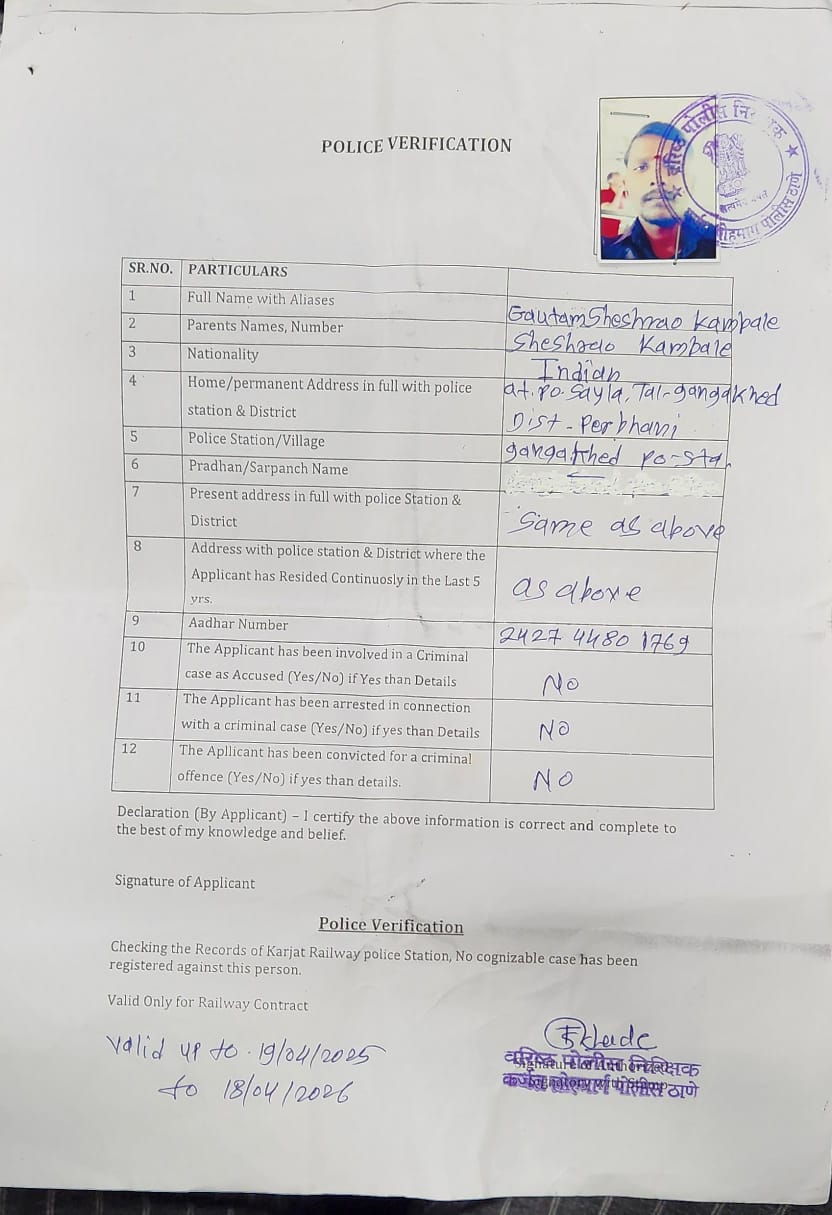 POLICE VERIFICATION
वरिष्ठ पोलीस
पोलीस ठाणे
SR.NO. PARTICULARS
1 Full Name with Aliases Gautam Sheshrao Kambale
2 Parents Names, Number Sheshrao Kambale
3 Nationality Indian
4 Home/permanent Address in full with police at. po. Sayla, Tal-gangakhed
station & District Dist - Perbhani
5 Police Station/Village gangakhed po-sta
6 Pradhan/Sarpanch Name
7 Present address in full with police Station &
District Same as above
8 Address with police station & District where the
Applicant has Resided Continuosly in the Last 5 as above
yrs.
9 Aadhar Number 2427 4480 1769
10 The Applicant has been involved in a Criminal
case as Accused (Yes/No) if Yes than Details No
11 The Applicant has been arrested in connection
with a criminal case (Yes/No) if yes than Details NO
12 The Apllicant has been convicted for a criminal
offence (Yes/No) if yes than details. NO
Declaration (By Applicant) – I certify the above information is correct and complete to
the best of my knowledge and belief.
Signature of Applicant
Police Verification
Checking the Records of Karjat Railway police Station, No cognizable case has been
registered against this person.
Valid Only for Railway Contract
valid up to . 19/04/2025
to 18/04/2026
वरिष्ठ पोलीस निरिक्षक
कर्जत लोहमार्ग पोलीस ठाणे